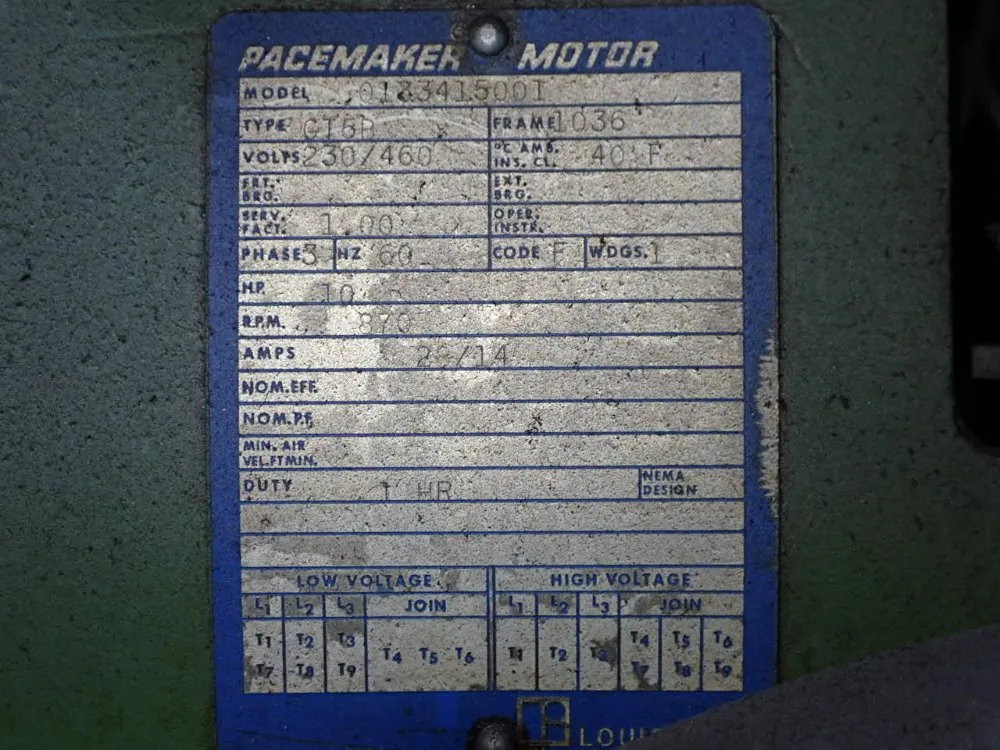 PACEMAKER MOTOR
MODEL
TYPE FRAME 1036
VOLTS 230/460 °C AMB. INS. CL. 40 F
FRT. BRG. EXT. BRG.
SERV. FACT. 1.00 OPER. INSTR.
PHASE 3 HZ 60 CODE F WDGS. 1
H.P. 10
R.P.M. 870
AMPS 28/14
NOM.EFF.
NOM.P.F.
MIN. AIR VEL.FT.MIN.
DUTY 1 HR NEMA DESIGN
LOW VOLTAGE HIGH VOLTAGE
L1 L2 L3 JOIN L1 L2 L3 JOIN
T1 T2 T3 T4 T5 T6 T1 T2 T3 T4 T5 T6
T7 T8 T9 T7 T8 T9